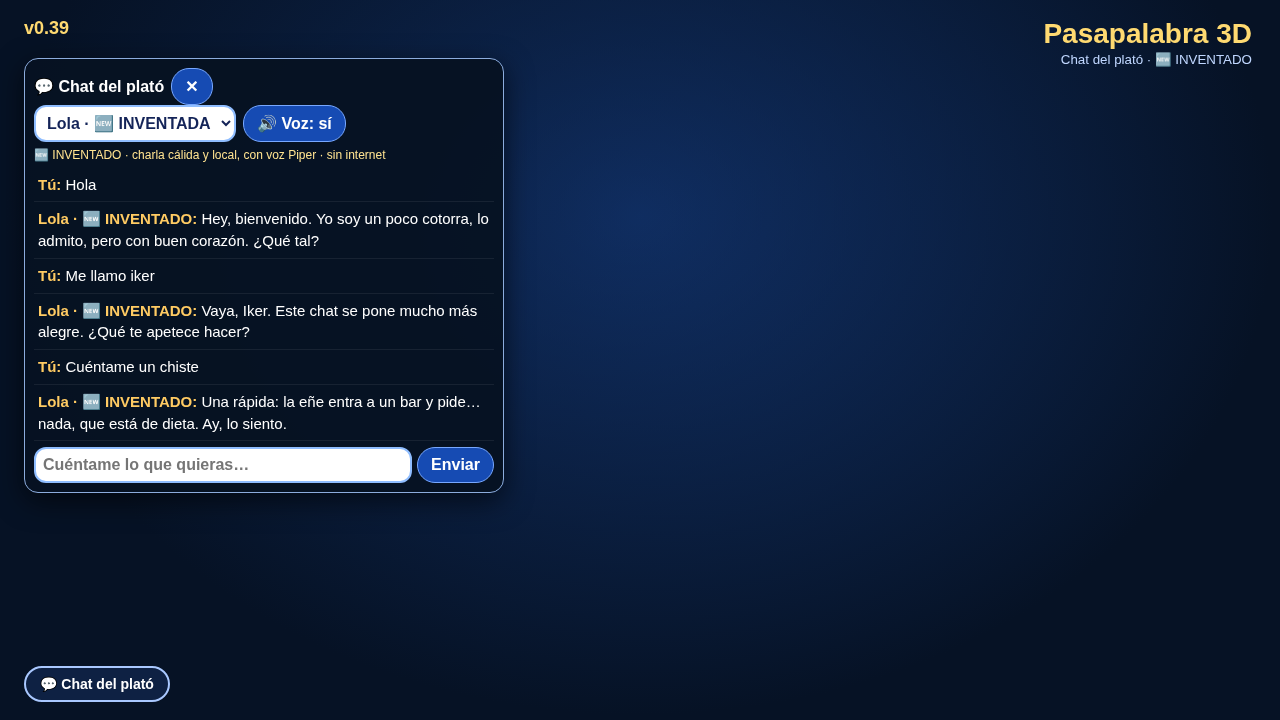 v0.39
Pasapalabra 3D
Chat del plató · 🆕 INVENTADO
💬 Chat del plató ✕
Lola · 🆕 INVENTADA 🔊 Voz: sí
🆕 INVENTADO · charla cálida y local, con voz Piper · sin internet
Tú: Hola
Lola · 🆕 INVENTADO: Hey, bienvenido. Yo soy un poco cotorra, lo
admito, pero con buen corazón. ¿Qué tal?
Tú: Me llamo iker
Lola · 🆕 INVENTADO: Vaya, Iker. Este chat se pone mucho más
alegre. ¿Qué te apetece hacer?
Tú: Cuéntame un chiste
Lola · 🆕 INVENTADO: Una rápida: la eñe entra a un bar y pide…
nada, que está de dieta. Ay, lo siento.
Cuéntame lo que quieras… Enviar
💬 Chat del plató